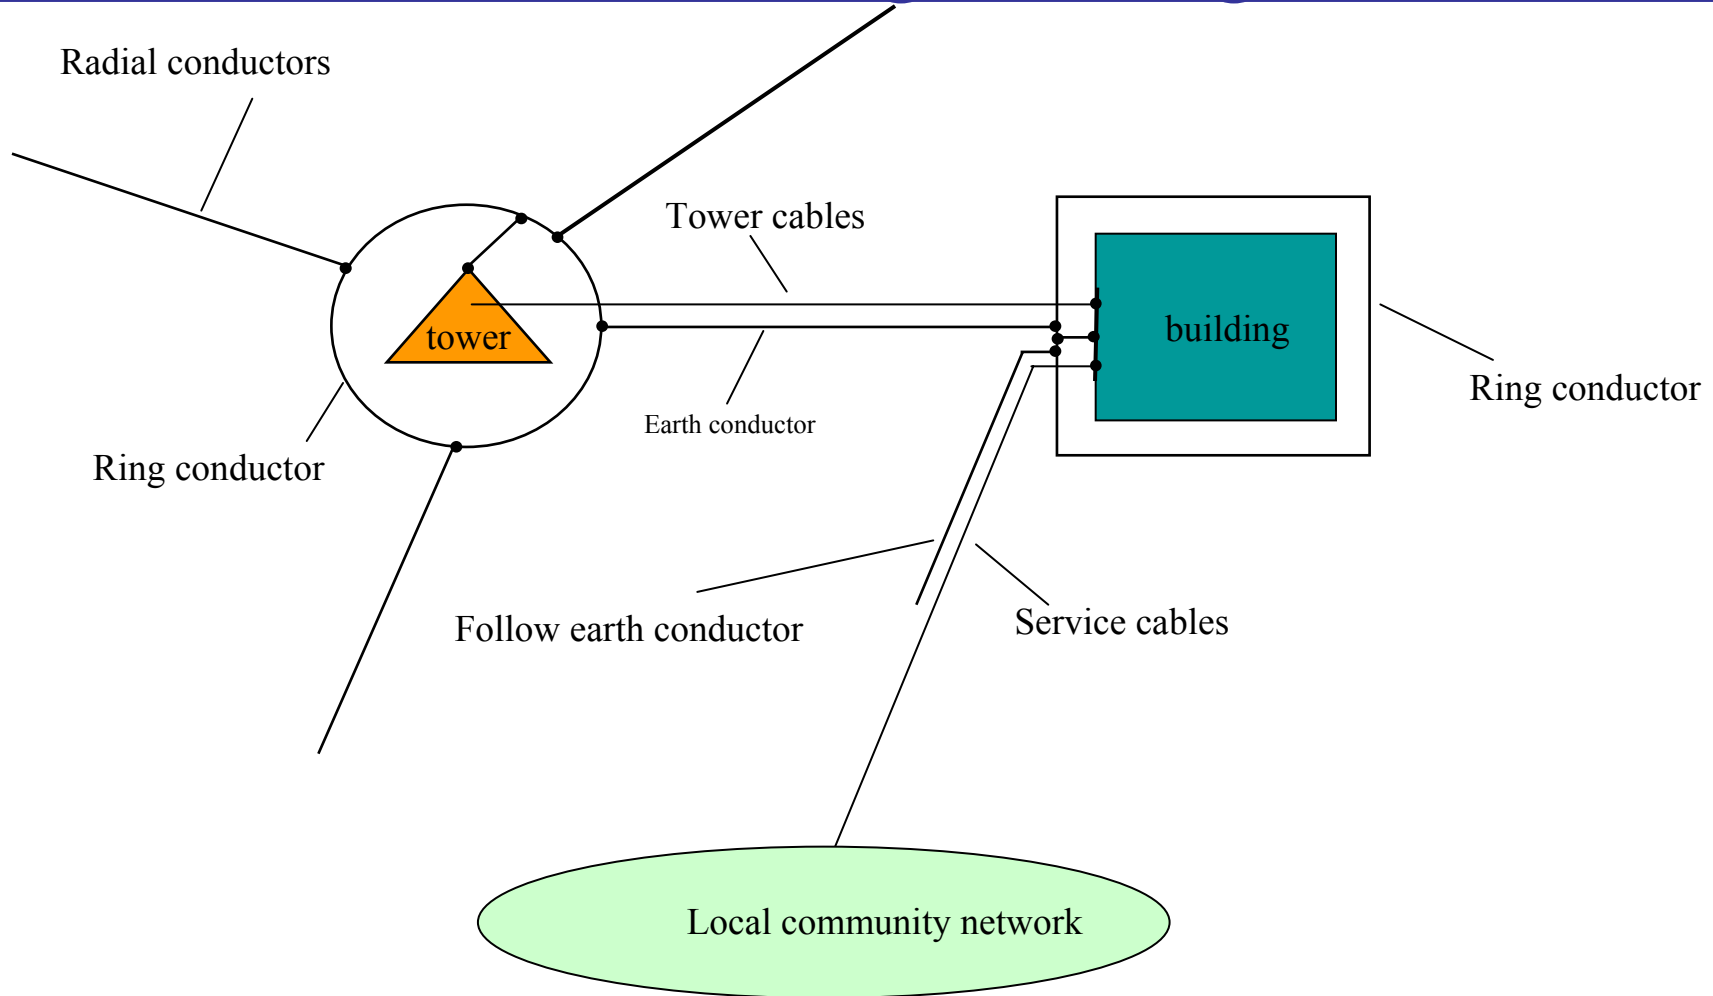 Radial conductors
Tower cables
tower
building
Ring conductor
Earth conductor
Ring conductor
Follow earth conductor
Service cables
Local community network